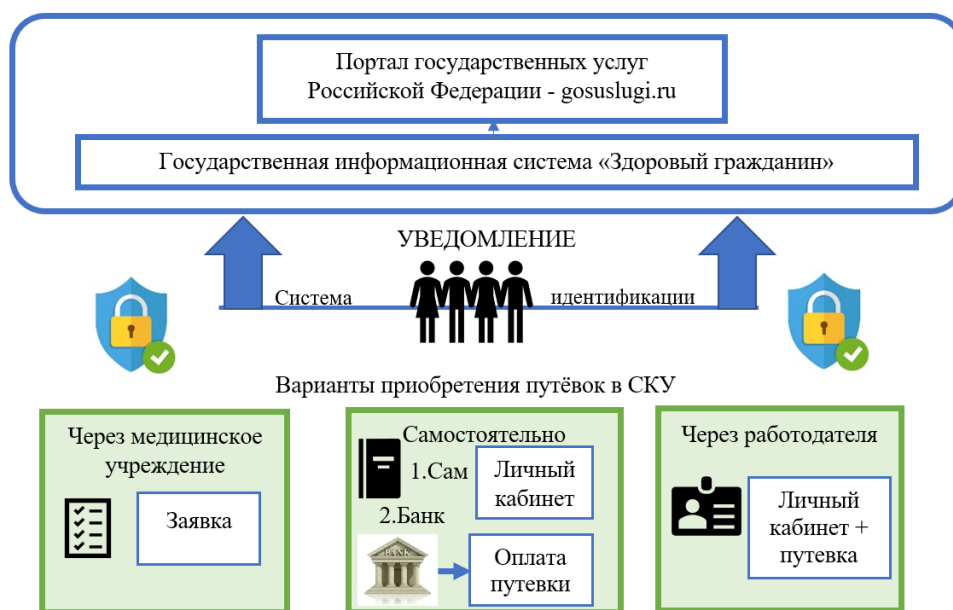 Портал государственных услуг
Российской Федерации - gosuslugi.ru
Государственная информационная система «Здоровый гражданин»
УВЕДОМЛЕНИЕ
Система
идентификации
Варианты приобретения путёвок в СКУ
Через медицинское
учреждение
Заявка
Самостоятельно
1.Сам
Личный
кабинет
2.Банк
BANK
Оплата
путевки
Через работодателя
Личный
кабинет +
путевка